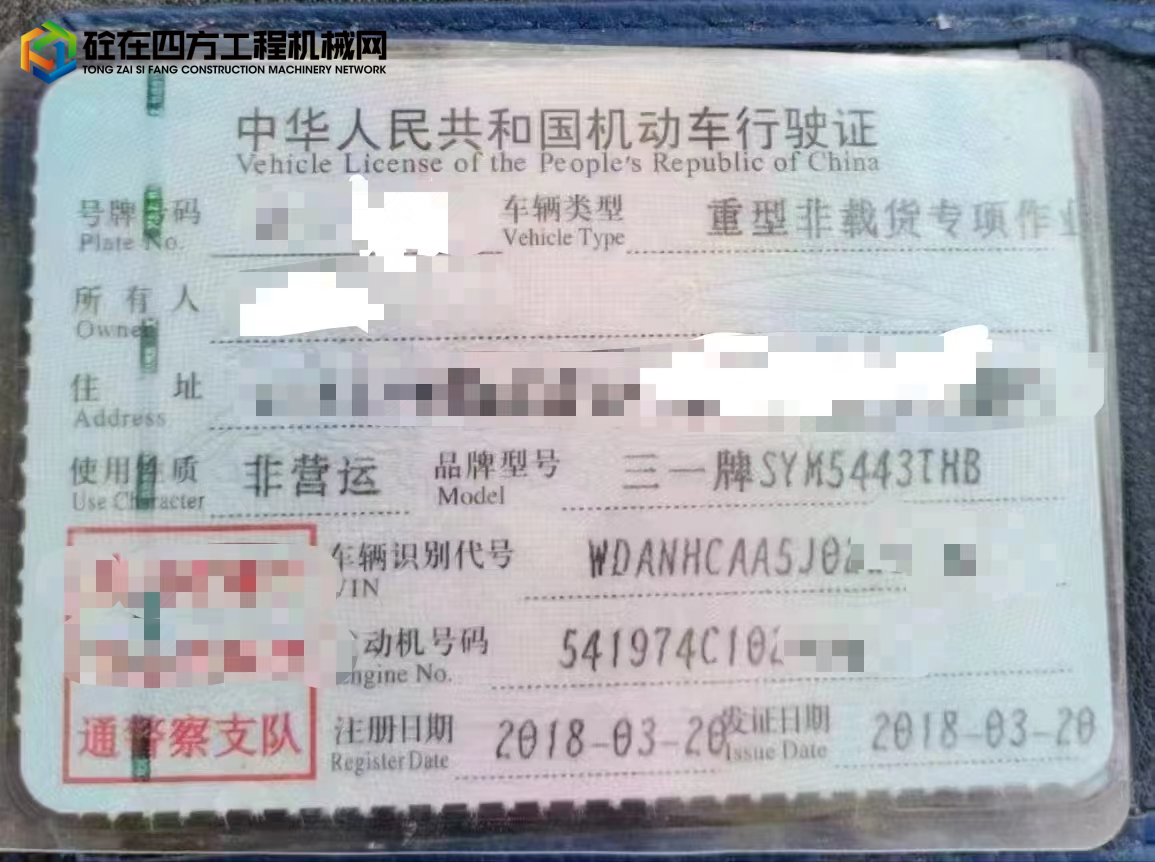 砼在四方工程机械网
TONG ZAI SI FANG CONSTRUCTION MACHINERY NETWORK
中华人民共和国机动车行驶证
Vehicle License of the People's Republic of China
号牌号码 车辆类型 重型非载货专项作业
Plate No. Vehicle Type
所有人
Owner
住址
Address
使用性质 非营运 品牌型号 三一牌SYM5443THB
Use Character Model
车辆识别代号 WDANHCAA5J02
VIN
动机号码 541974C102
Engine No.
通警察支队
注册日期 2018-03-20 发证日期 2018-03-20
Register Date Issue Date